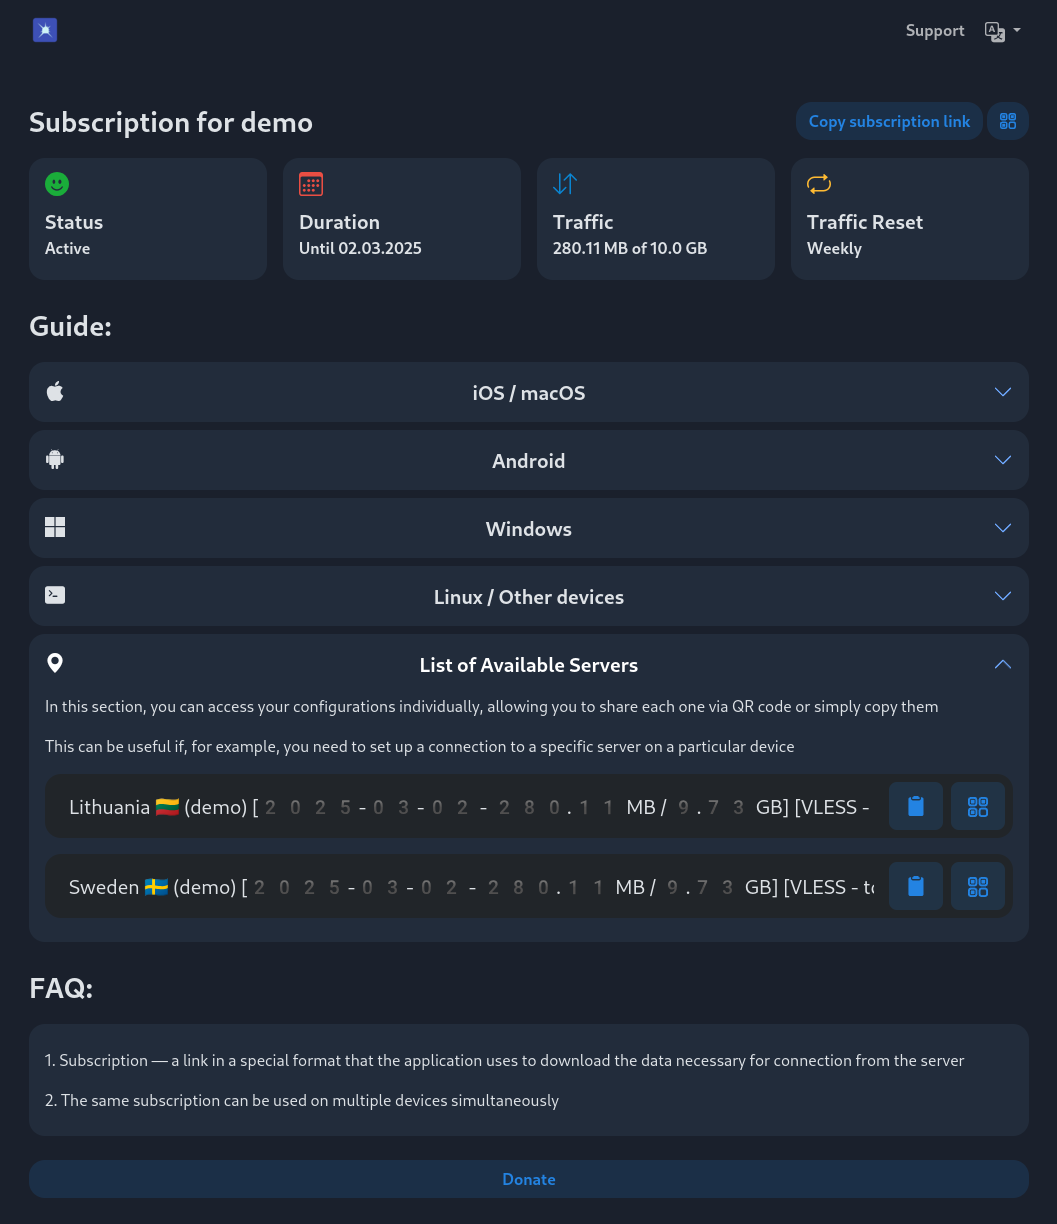 Support
Subscription for demo
Copy subscription link
Status
Active
Duration
Until 02.03.2025
Traffic
280.11 MB of 10.0 GB
Traffic Reset
Weekly
Guide:
iOS / macOS
Android
Windows
Linux / Other devices
List of Available Servers
In this section, you can access your configurations individually, allowing you to share each one via QR code or simply copy them
This can be useful if, for example, you need to set up a connection to a specific server on a particular device
Lithuania 🇱🇹 (demo) [2025-03-02 - 280.11 MB / 9.73 GB] [VLESS -
Sweden 🇸🇪 (demo) [2025-03-02 - 280.11 MB / 9.73 GB] [VLESS - tc
FAQ:
1. Subscription — a link in a special format that the application uses to download the data necessary for connection from the server
2. The same subscription can be used on multiple devices simultaneously
Donate